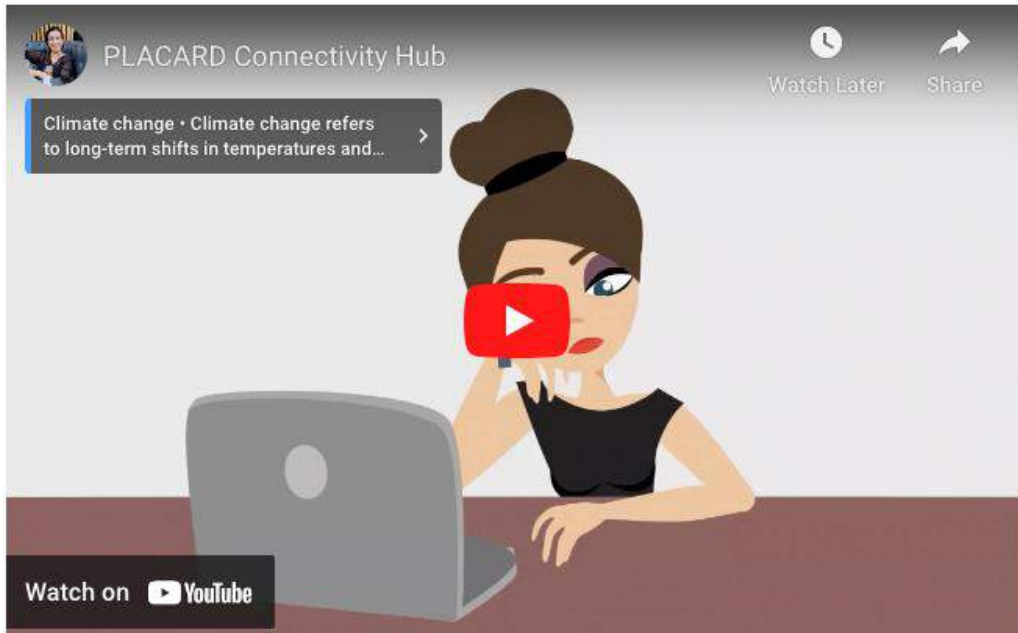 PLACARD Connectivity Hub
Watch Later
Share
Climate change • Climate change refers
to long-term shifts in temperatures and...
Watch on YouTube